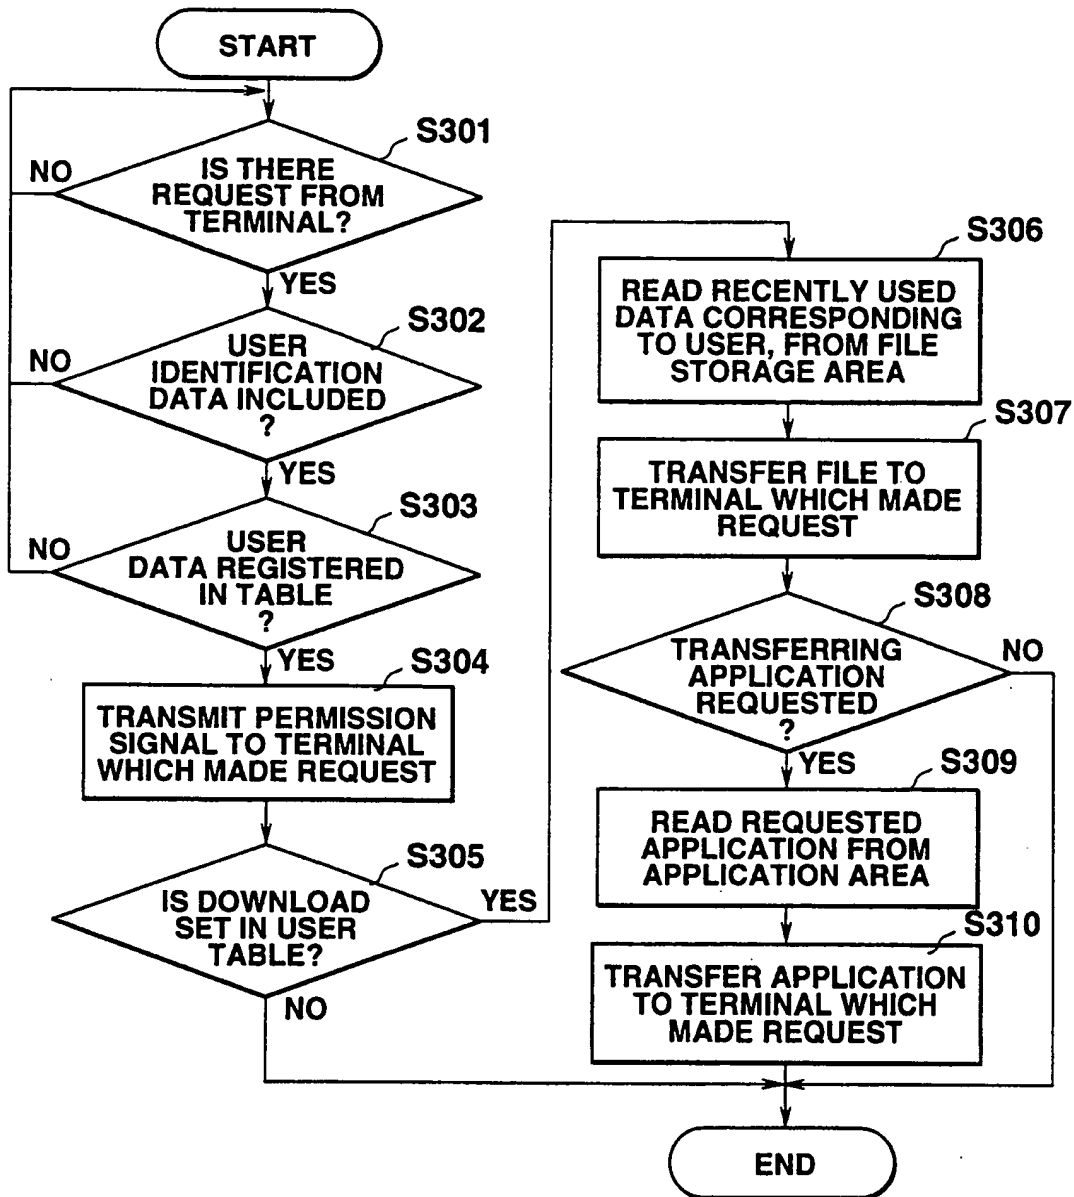 START
S301
NO
IS THERE
REQUEST FROM
TERMINAL?
YES
S302
NO
USER
IDENTIFICATION
DATA INCLUDED
?
YES
S303
NO
USER
DATA REGISTERED
IN TABLE
?
YES
S304
TRANSMIT PERMISSION
SIGNAL TO TERMINAL
WHICH MADE REQUEST
S305
IS DOWNLOAD
SET IN USER
TABLE?
YES
NO
S306
READ RECENTLY USED
DATA CORRESPONDING
TO USER, FROM FILE
STORAGE AREA
S307
TRANSFER FILE TO
TERMINAL WHICH MADE
REQUEST
S308
TRANSFERRING
APPLICATION
REQUESTED
?
NO
YES
S309
READ REQUESTED
APPLICATION FROM
APPLICATION AREA
S310
TRANSFER APPLICATION
TO TERMINAL WHICH
MADE REQUEST
END